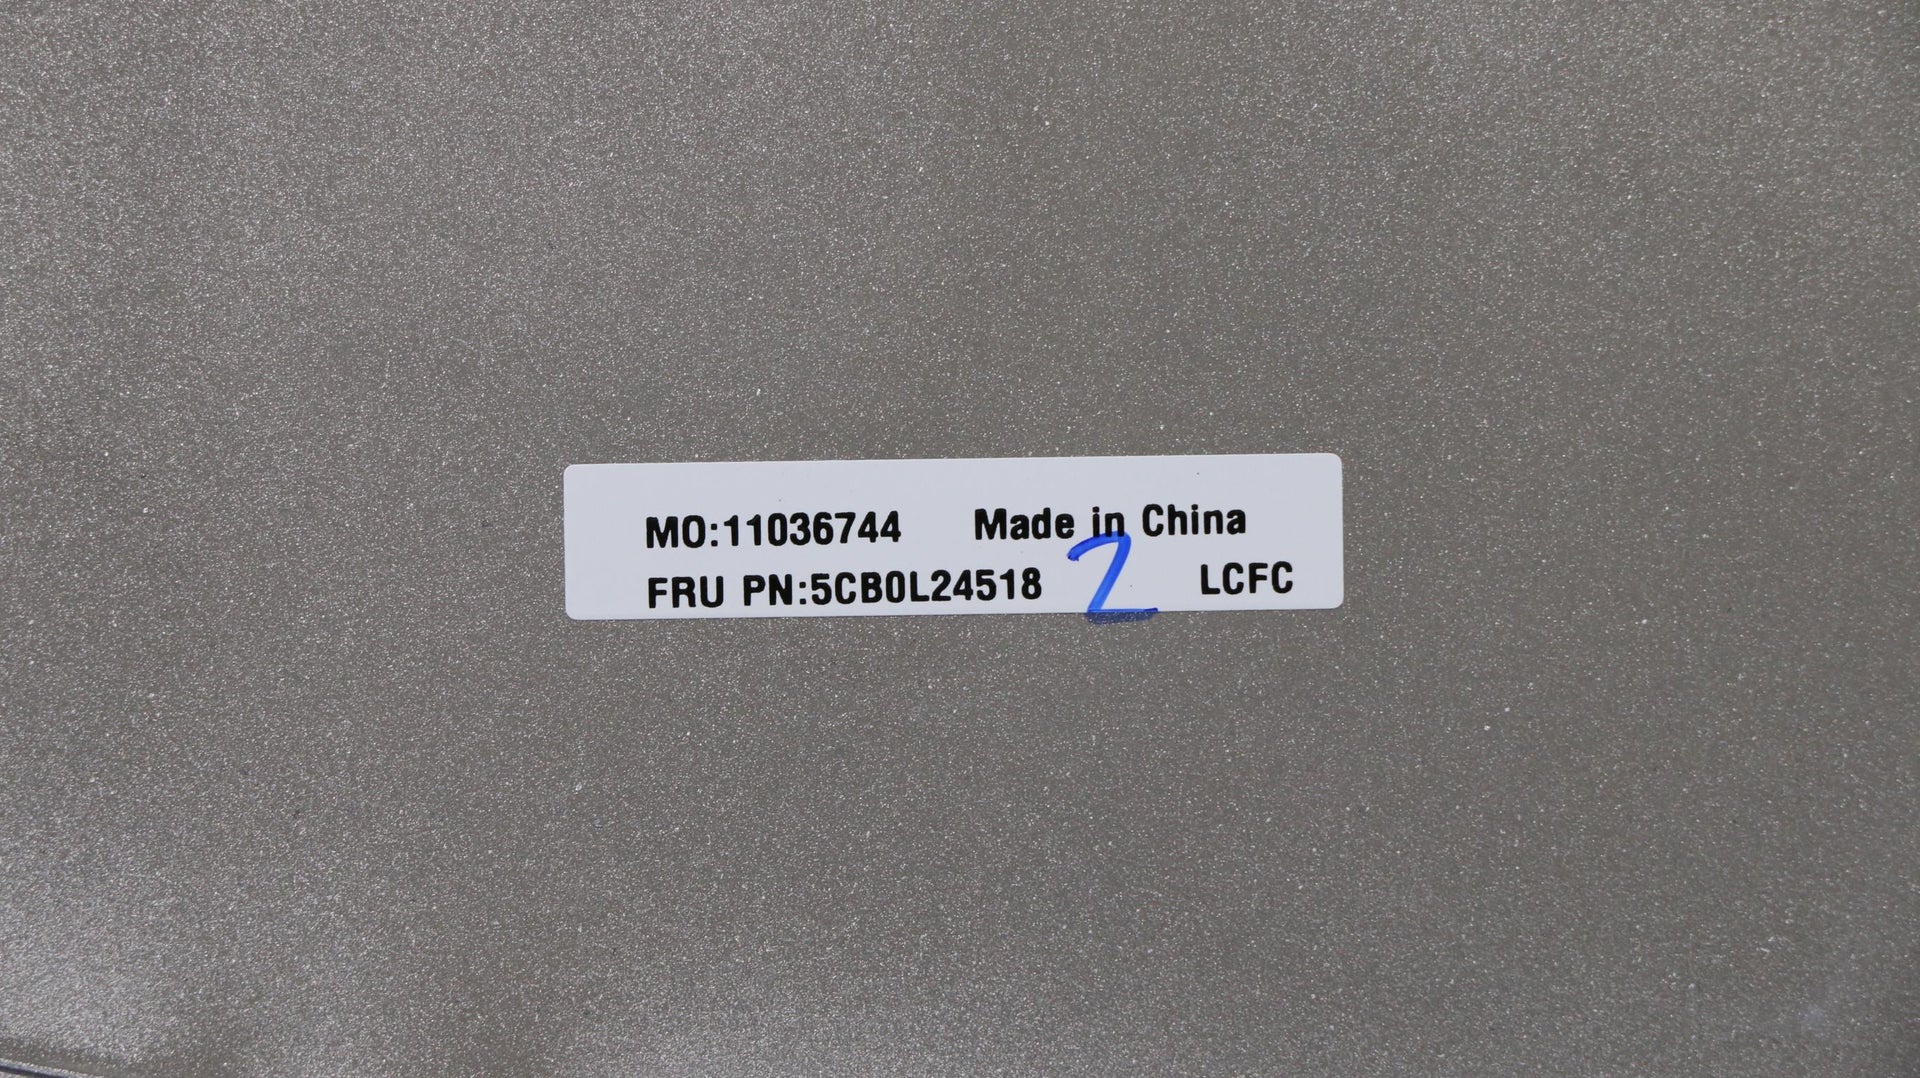 MO:11036744 Made in China
FRU PN:5CB0L24518 2 LCFC